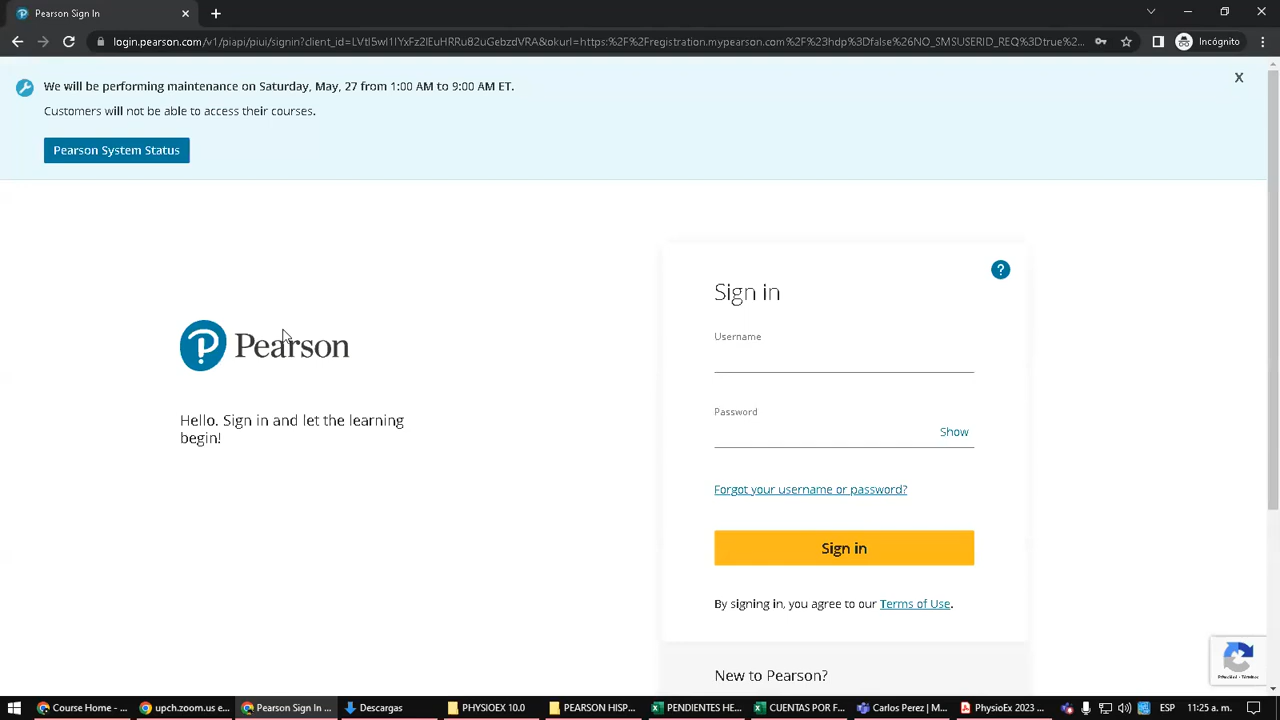 Pearson Sign In
login.pearson.com/v1/piapi/piui/signin?client_id=LVtI5wl1IYxFz2lEuHRRu82uGebzdVRA&okurl=https:%2F%2Fregistration.mypearson.com%2F%23hdp%3Dfalse%26NO_SMSUSERID_REQ%3Dtrue%2...
Incógnito
We will be performing maintenance on Saturday, May, 27 from 1:00 AM to 9:00 AM ET.
X
Customers will not be able to access their courses.
Pearson System Status
?
Sign in
Username
Pearson
Password
Hello. Sign in and let the learning
begin!
Show
Forgot your username or password?
Sign in
By signing in, you agree to our Terms of Use.
New to Pearson?
Course Home - ...
upch.zoom.us e...
Pearson Sign In ...
Descargas
PHYSIOEX 10.0
PEARSON HISP...
PENDIENTES HE...
CUENTAS POR F...
Carlos Perez | M...
PhysioEx 2023 ...
ESP
11:25 a. m.